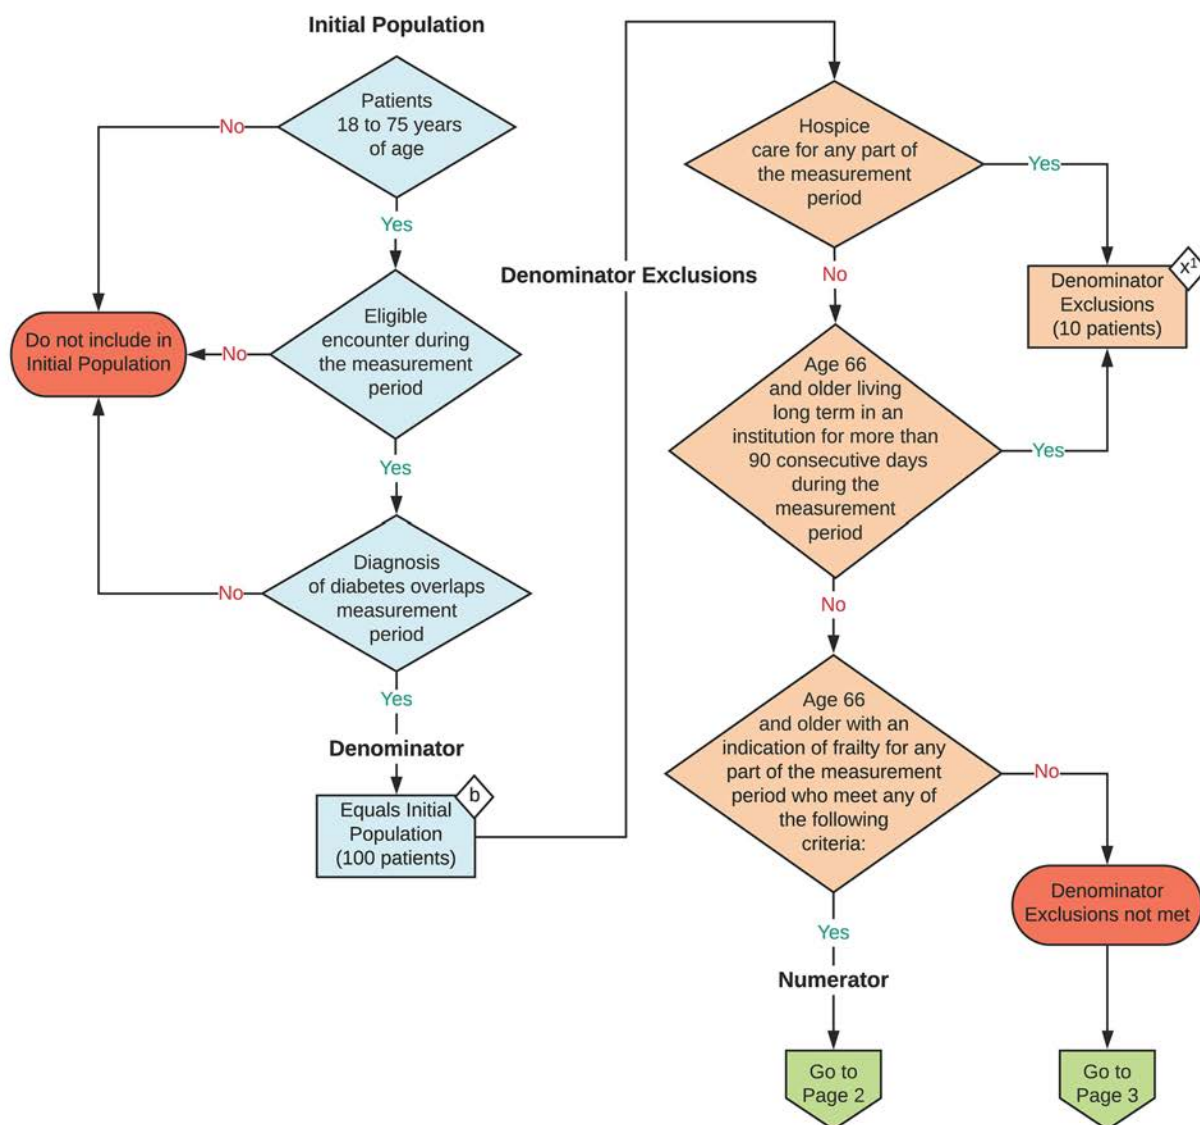 Initial Population
Patients
18 to 75 years
of age
No
Yes
Eligible
encounter during
the measurement
period
No
Do not include in
Initial Population
Yes
Diagnosis
of diabetes overlaps
measurement
period
No
Yes
Denominator
b
Equals Initial
Population
(100 patients)
Denominator Exclusions
Hospice
care for any part of
the measurement
period
Yes
No
x¹
Denominator
Exclusions
(10 patients)
Age 66
and older living
long term in an
institution for more than
90 consecutive days
during the
measurement
period
Yes
No
Age 66
and older with an
indication of frailty for any
part of the measurement
period who meet any of
the following
criteria:
No
Denominator
Exclusions not met
Yes
Numerator
Go to
Page 2
Go to
Page 3